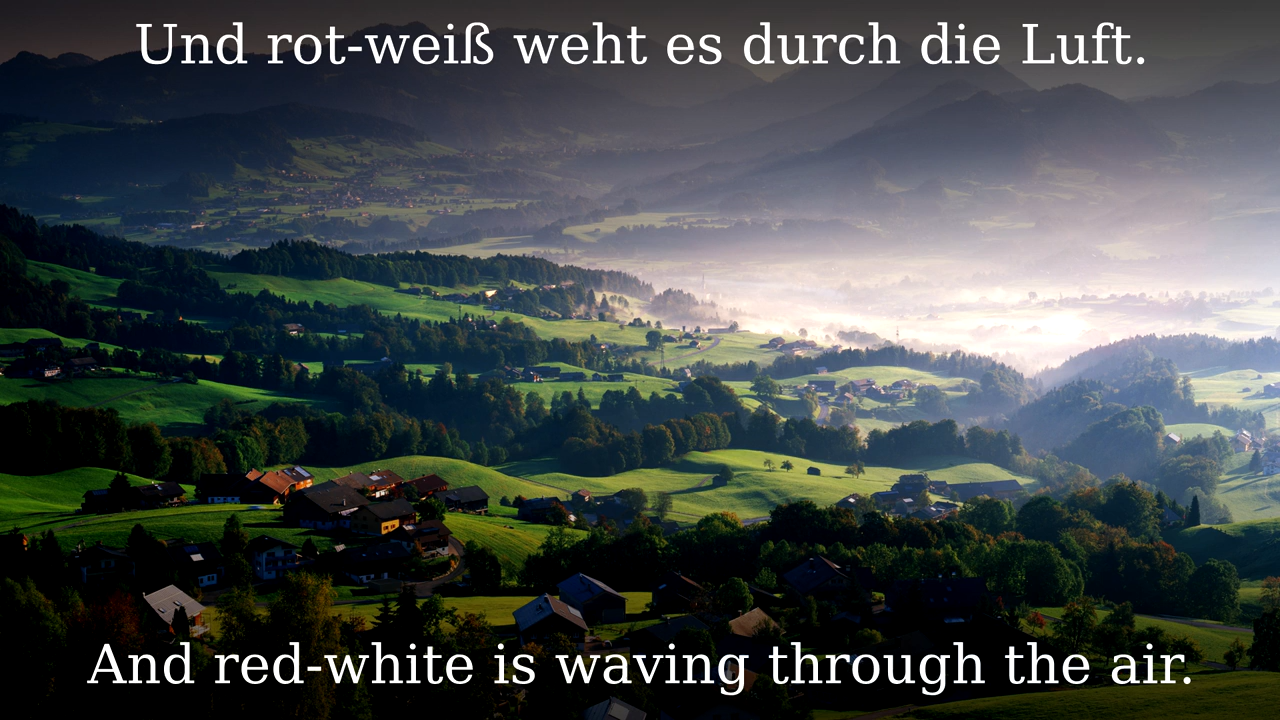 Und rot-weiß weht es durch die Luft.
And red-white is waving through the air.